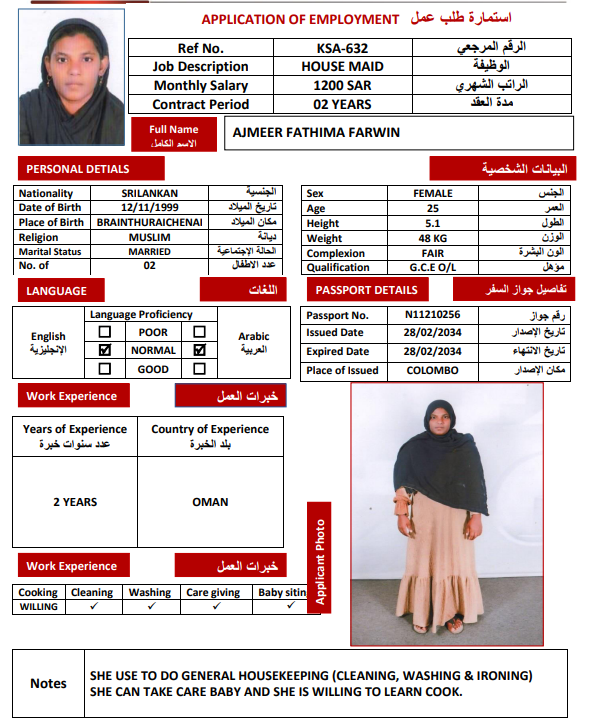 APPLICATION OF EMPLOYMENT استمارة طلب عمل
Ref No. KSA-632 الرقم المرجعي
Job Description HOUSE MAID الوظيفة
Monthly Salary 1200 SAR الراتب الشهري
Contract Period 02 YEARS مدة العقد
Full Name
الاسم الكامل
AJMEER FATHIMA FARWIN
PERSONAL DETIALS البيانات الشخصية
Nationality SRILANKAN الجنسية
Date of Birth 12/11/1999 تاريخ الميلاد
Place of Birth BRAINTHURAICHENAI مكان الميلاد
Religion MUSLIM ديانة
Marital Status MARRIED الحالة الإجتماعية
No. of 02 عدد الاطفال
Sex FEMALE الجنس
Age 25 العمر
Height 5.1 الطول
Weight 48 KG الوزن
Complexion FAIR الون البشرة
Qualification G.C.E O/L مؤهل
LANGUAGE اللغات
Language Proficiency
English
الإنجليزية
POOR
NORMAL
GOOD
Arabic
العربية
PASSPORT DETAILS تفاصيل جواز السفر
Passport No. N11210256 رقم جواز
Issued Date 28/02/2034 تاريخ الإصدار
Expired Date 28/02/2034 تاريخ الانتهاء
Place of Issued COLOMBO مكان الإصدار
Work Experience خبرات العمل
Years of Experience Country of Experience
عدد سنوات خبرة بلد الخبرة
2 YEARS OMAN
Work Experience خبرات العمل
Cooking Cleaning Washing Care giving Baby siting
WILLING ✓ ✓ ✓ ✓
Applicant Photo
Notes
SHE USE TO DO GENERAL HOUSEKEEPING (CLEANING, WASHING & IRONING)
SHE CAN TAKE CARE BABY AND SHE IS WILLING TO LEARN COOK.